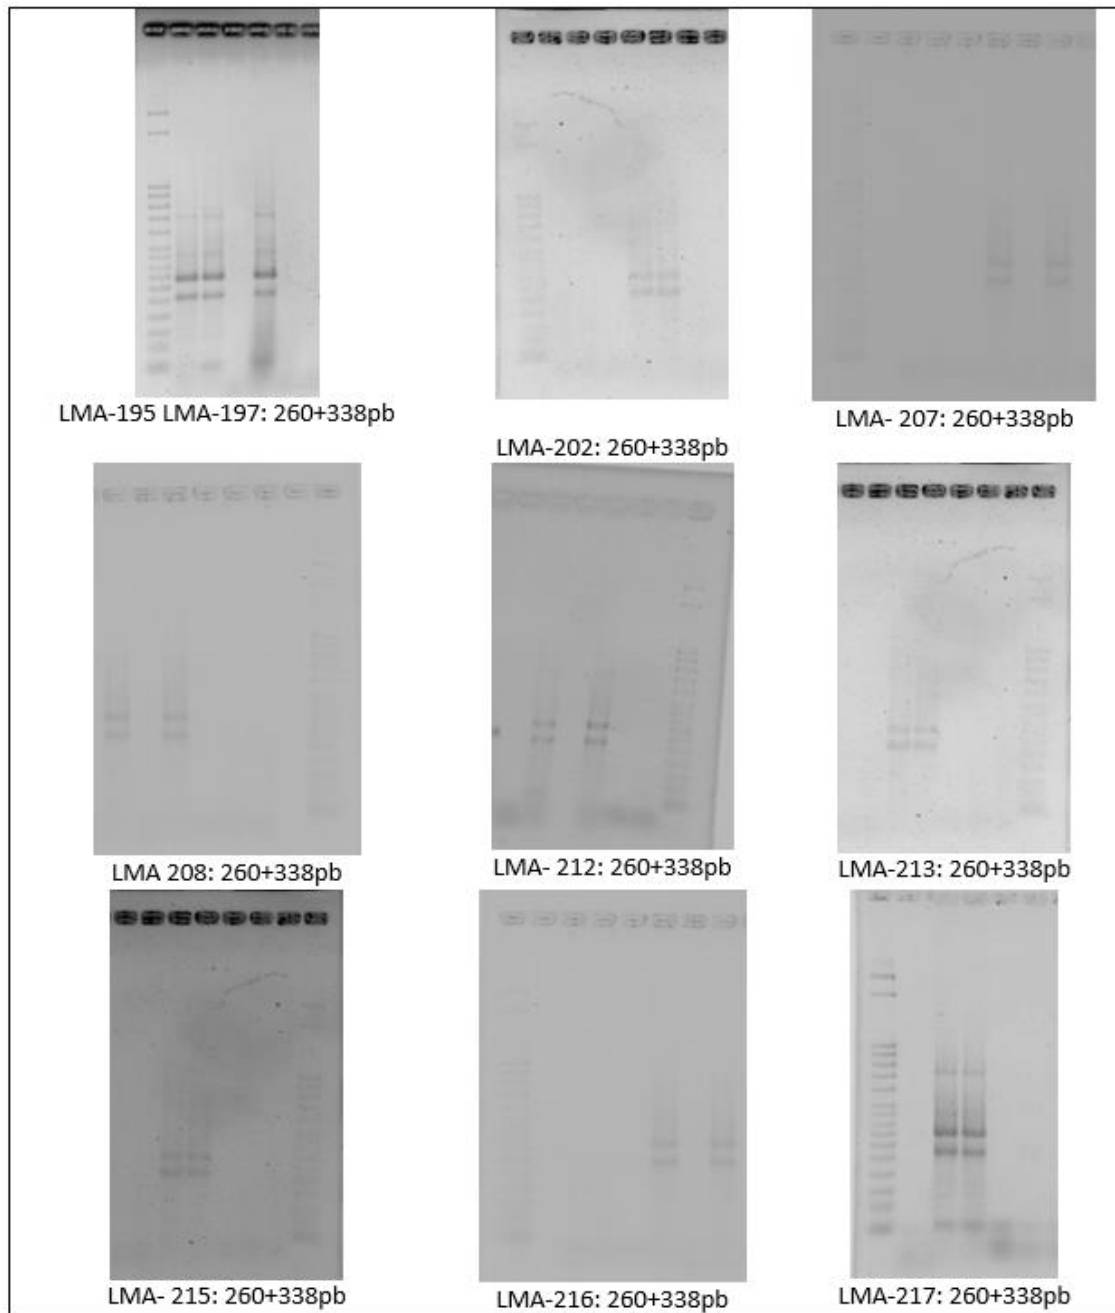 LMA-195 LMA-197: 260+338pb
LMA-202: 260+338pb
LMA- 207: 260+338pb
LMA 208: 260+338pb
LMA- 212: 260+338pb
LMA-213: 260+338pb
LMA- 215: 260+338pb
LMA-216: 260+338pb
LMA-217: 260+338pb